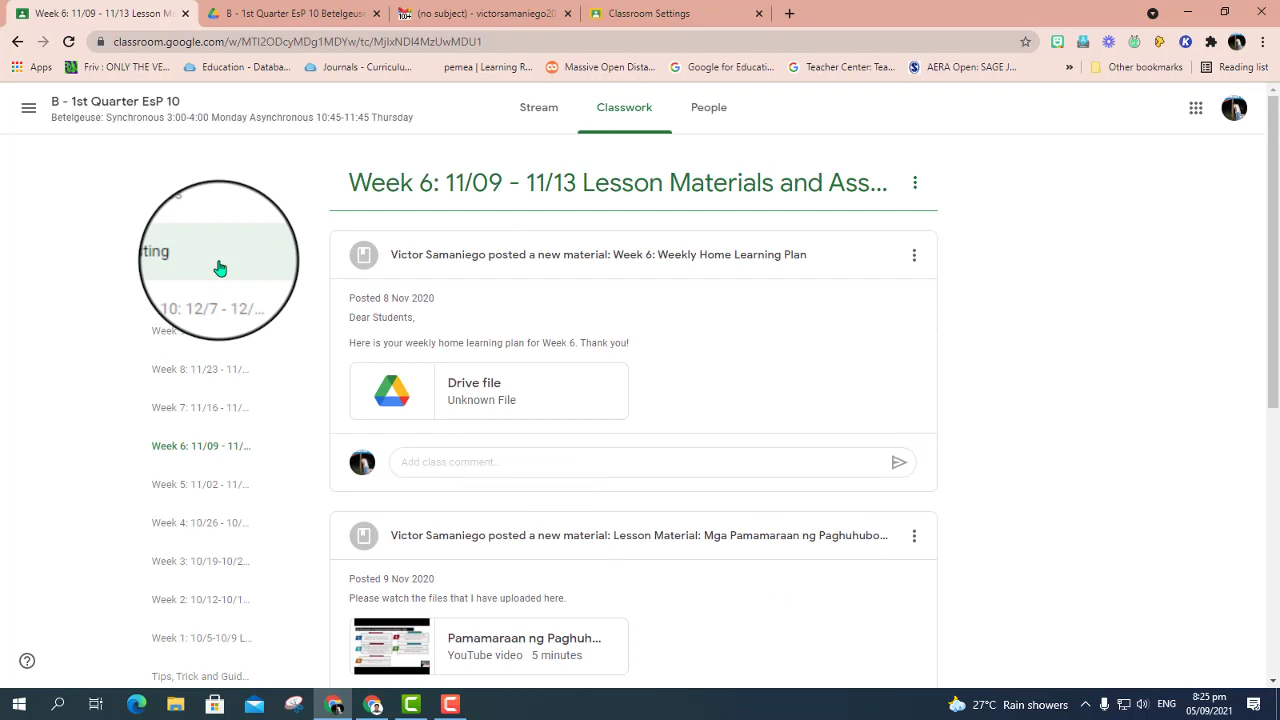 Week 6: 11/09 - 11/13 Lesson Ma
B - 1st Quarter EsP 10 Betelgeus
(no subject) - victorsamaniego20
Classroom Settings
classroom.google.com/w/MTI2ODcyMDg1MDYw/tc/MjIxNDI4MzUwMDU1
Apps
Friv ™: ONLINE THE...
Education - Databa...
Journals - Curriculu...
pemea | Learning R...
Massive Open Dista...
Google for Educati...
Teacher Center: Tea...
AERA Open: SAGE J...
»
Other bookmarks
Reading list
B - 1st Quarter EsP 10
Betelgeuse: Synchronous 3:00-4:00 Monday Asynchronous 10:45-11:45 Thursday
Stream
Classwork
People
sting
10: 12/7 - 12/...
Week
Week 8: 11/23 - 11/...
Week 7: 11/16 - 11/...
Week 6: 11/09 - 11/...
Week 5: 11/02 - 11/...
Week 4: 10/26 - 10/...
Week 3: 10/19-10/2...
Week 2: 10/12-10/1...
Week 1: 10/5-10/9 L...
Tips, Trick and Guid...
Week 6: 11/09 - 11/13 Lesson Materials and Ass...
Victor Samaniego posted a new material: Week 6: Weekly Home Learning Plan
Posted 8 Nov 2020
Dear Students,
Here is your weekly home learning plan for Week 6. Thank you!
Drive file
Unknown File
Add class comment...
Victor Samaniego posted a new material: Lesson Material: Mga Pamamaraan ng Paghuhubo...
Posted 9 Nov 2020
Please watch the files that I have uploaded here.
Pamamaraan ng Paghuh...
YouTube video 5 minutes
27°C Rain showers
ENG
8:25 pm
05/09/2021